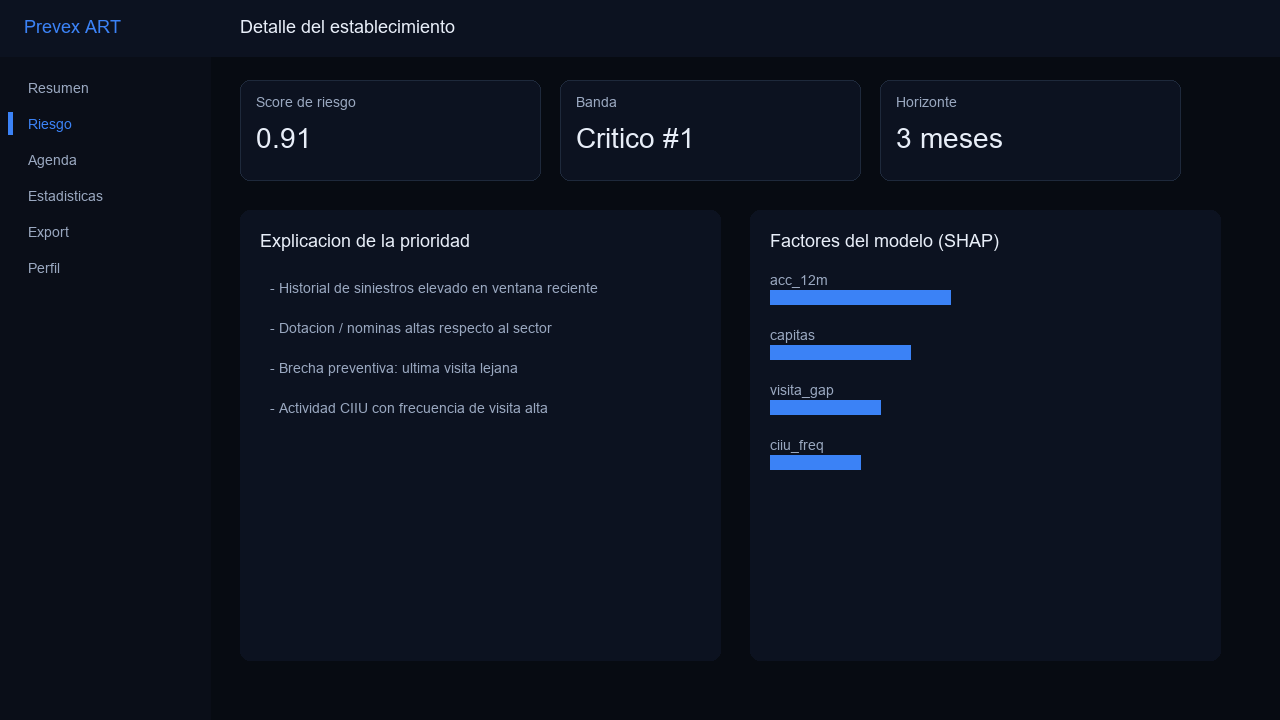 Prevex ART
Detalle del establecimiento
Resumen
Riesgo
Agenda
Estadisticas
Export
Perfil
Score de riesgo
0.91
Banda
Critico #1
Horizonte
3 meses
Explicacion de la prioridad
- Historial de siniestros elevado en ventana reciente
- Dotacion / nominas altas respecto al sector
- Brecha preventiva: ultima visita lejana
- Actividad CIIU con frecuencia de visita alta
Factores del modelo (SHAP)
acc_12m
capitas
visita_gap
ciiu_freq